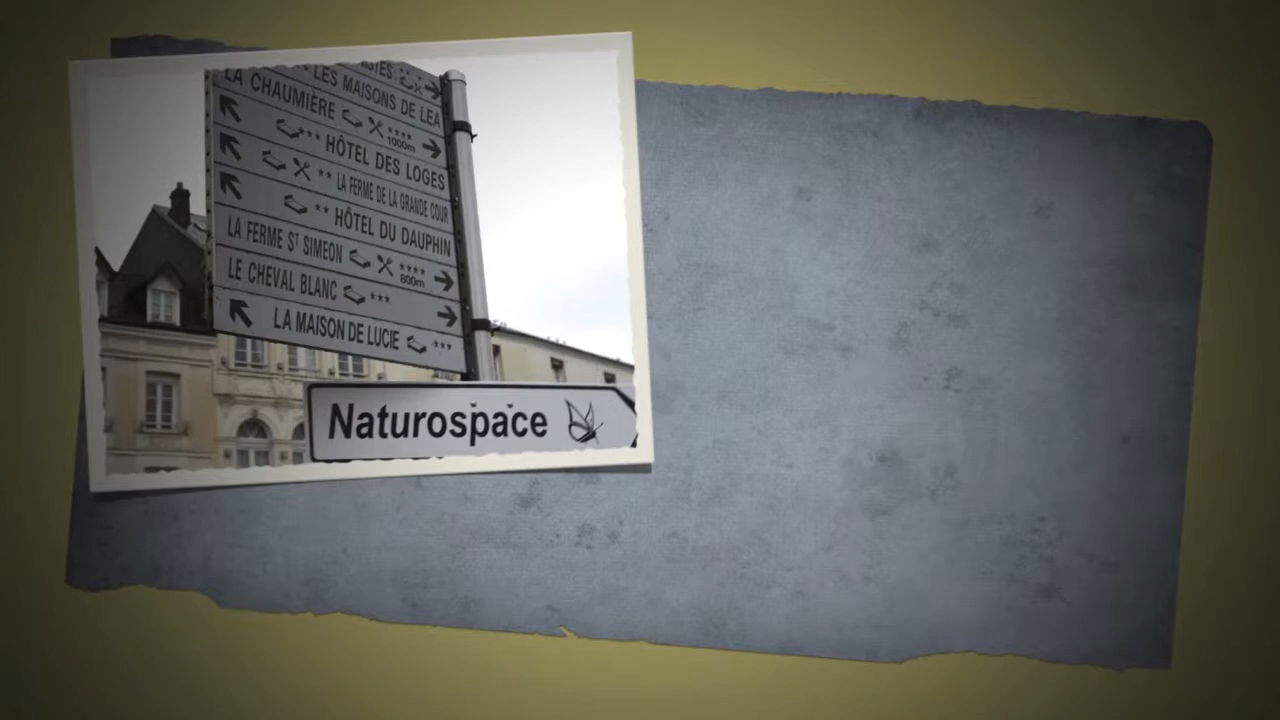 LES MAISONS DE LEA
LA CHAUMIÈRE **** 1000m
*** HÔTEL DES LOGES
** LA FERME DE LA GRANDE COUR
** HÔTEL DU DAUPHIN
LA FERME ST SIMEON **** 800m
LE CHEVAL BLANC ***
LA MAISON DE LUCIE ***
Naturospace